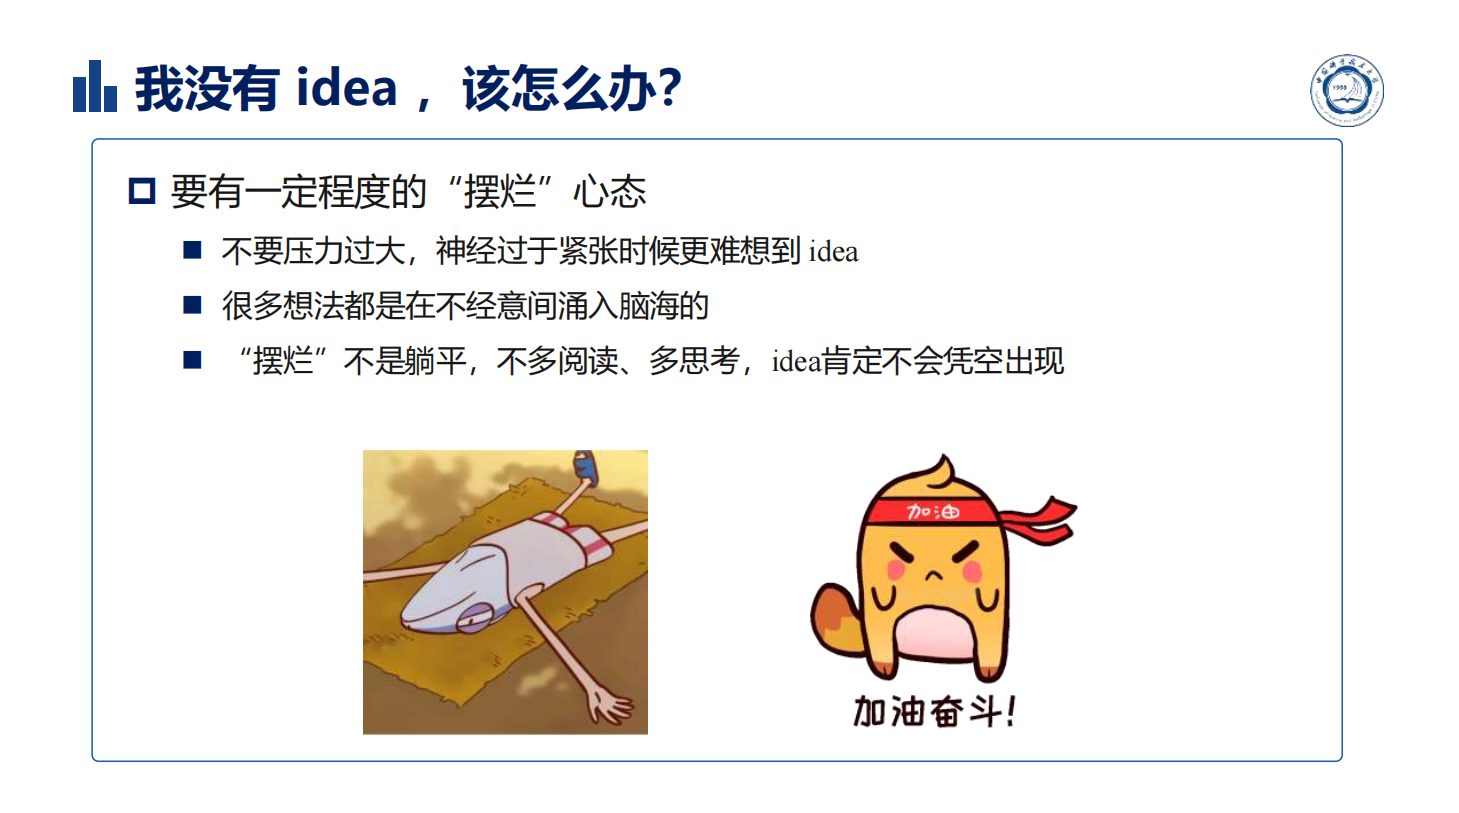 我没有 idea ，该怎么办?
要有一定程度的“摆烂”心态
不要压力过大，神经过于紧张时候更难想到 idea
很多想法都是在不经意间涌入脑海的
“摆烂”不是躺平，不多阅读、多思考，idea肯定不会凭空出现
加油
加油奋斗!
1958